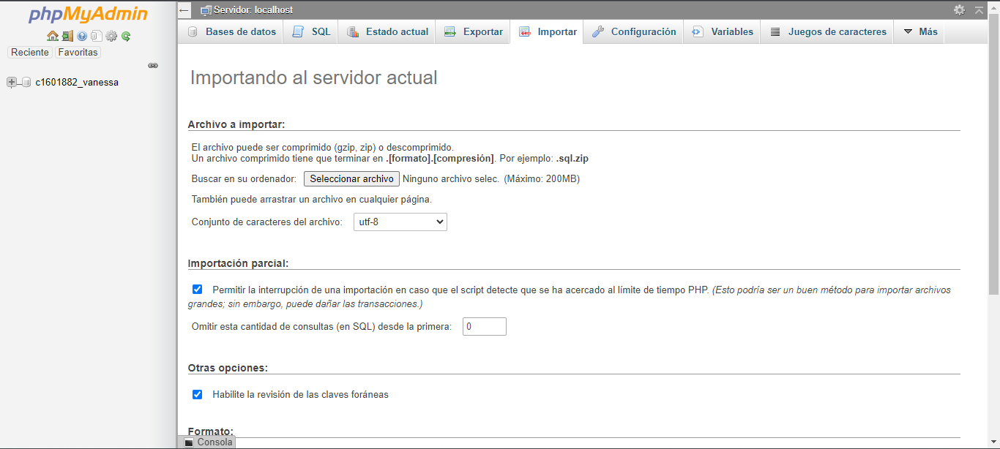 phpMyAdmin
Reciente Favoritas
c1601882_vanessa
Servidor: localhost
Bases de datos SQL Estado actual Exportar Importar Configuración Variables Juegos de caracteres Más
Importando al servidor actual
Archivo a importar:
El archivo puede ser comprimido (gzip, zip) o descomprimido.
Un archivo comprimido tiene que terminar en .[formato].[compresión]. Por ejemplo: .sql.zip
Buscar en su ordenador: Seleccionar archivo Ninguno archivo selec. (Máximo: 200MB)
También puede arrastrar un archivo en cualquier página.
Conjunto de caracteres del archivo: utf-8
Importación parcial:
Permitir la interrupción de una importación en caso que el script detecte que se ha acercado al límite de tiempo PHP. (Esto podría ser un buen método para importar archivos
grandes; sin embargo, puede dañar las transacciones.)
Omitir esta cantidad de consultas (en SQL) desde la primera: 0
Otras opciones:
Habilite la revisión de las claves foráneas
Formato:
Consola